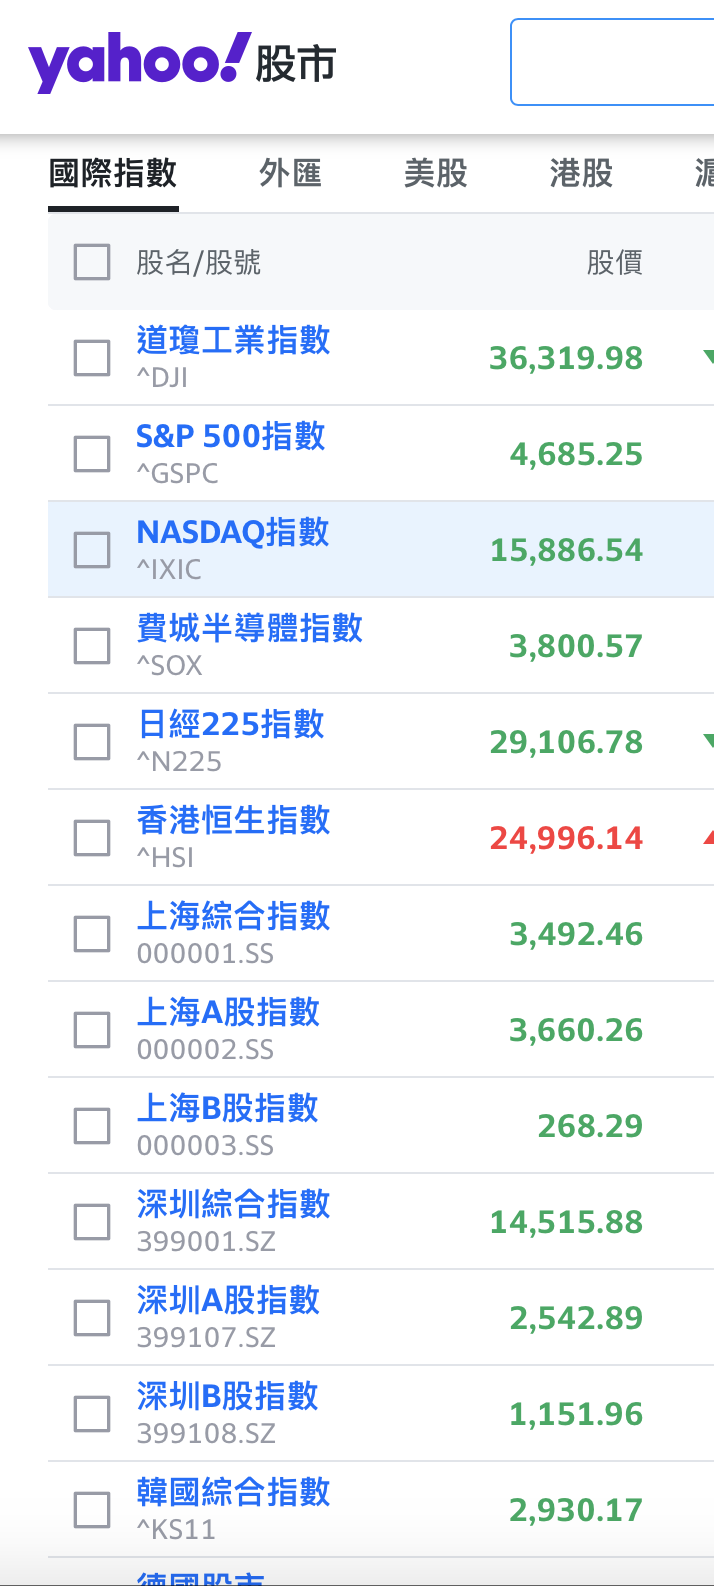 yahoo!股市
國際指數 外匯 美股 港股
股名/股號 股價
道瓊工業指數
36,319.98
^DJI
S&P 500指數
4,685.25
^GSPC
NASDAQ指數
15,886.54
^IXIC
費城半導體指數
3,800.57
^SOX
日經225指數
29,106.78
^N225
香港恒生指數
24,996.14
^HSI
上海綜合指數
3,492.46
000001.SS
上海A股指數
3,660.26
000002.SS
上海B股指數
268.29
000003.SS
深圳綜合指數
14,515.88
399001.SZ
深圳A股指數
2,542.89
399107.SZ
深圳B股指數
1,151.96
399108.SZ
韓國綜合指數
2,930.17
^KS11
德國股市